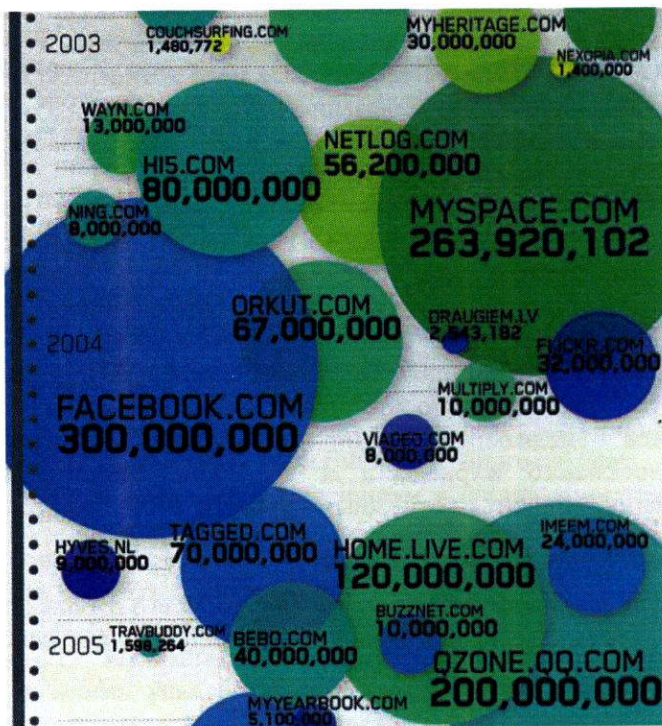 2003
COUCHSURFING.COM
1,480,772
MYHERITAGE.COM
30,000,000
NEXOPIA.COM
1,400,000
WAYN.COM
13,000,000
HI5.COM
80,000,000
NETLOG.COM
56,200,000
NING.COM
8,000,000
MYSPACE.COM
263,920,102
ORKUT.COM
67,000,000
DRAUGIEM.LV
2,543,182
2004
FLICKR.COM
32,000,000
MULTIPLY.COM
10,000,000
FACEBOOK.COM
300,000,000
VIADEO.COM
8,000,000
TAGGED.COM
70,000,000
IMEEM.COM
24,000,000
HYVES.NL
9,000,000
HOME.LIVE.COM
120,000,000
BUZZNET.COM
10,000,000
TRAVBUDDY.COM
1,598,264
2005
BEBO.COM
40,000,000
QZONE.QQ.COM
200,000,000
MYYEARBOOK.COM
5,100,000